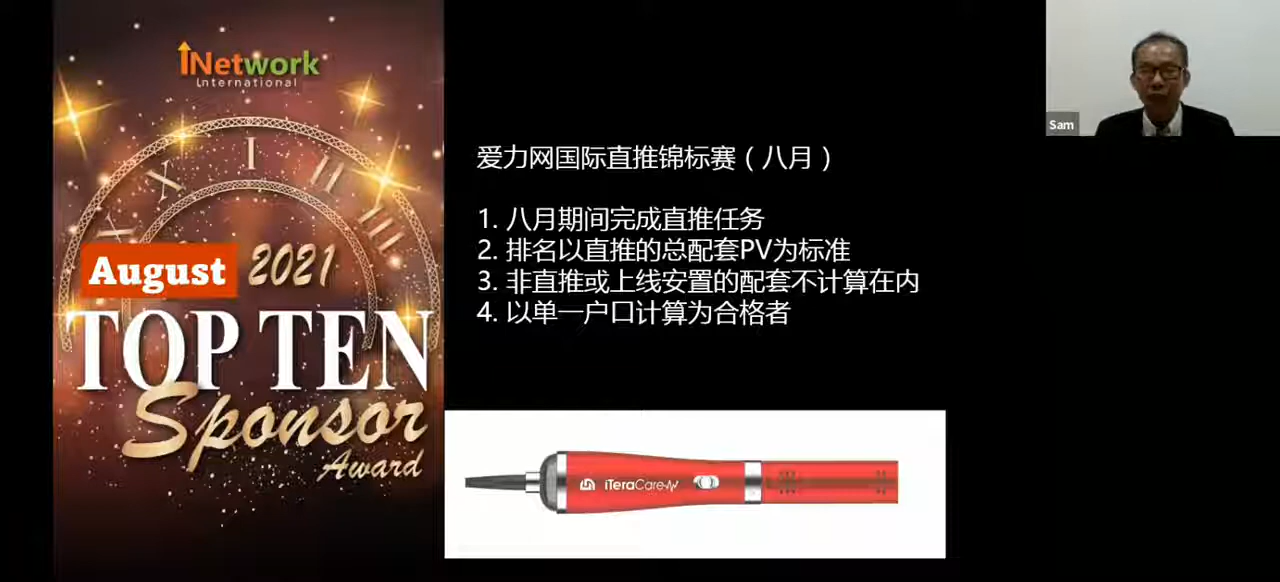 iNetwork
International
X
X
I
II
III
August 2021
TOP TEN
Sponsor
Award
爱力网国际直推锦标赛（八月）
1. 八月期间完成直推任务
2. 排名以直推的总配套PV为标准
3. 非直推或上线安置的配套不计算在内
4. 以单一户口计算为合格者
iTeraCare
Sam